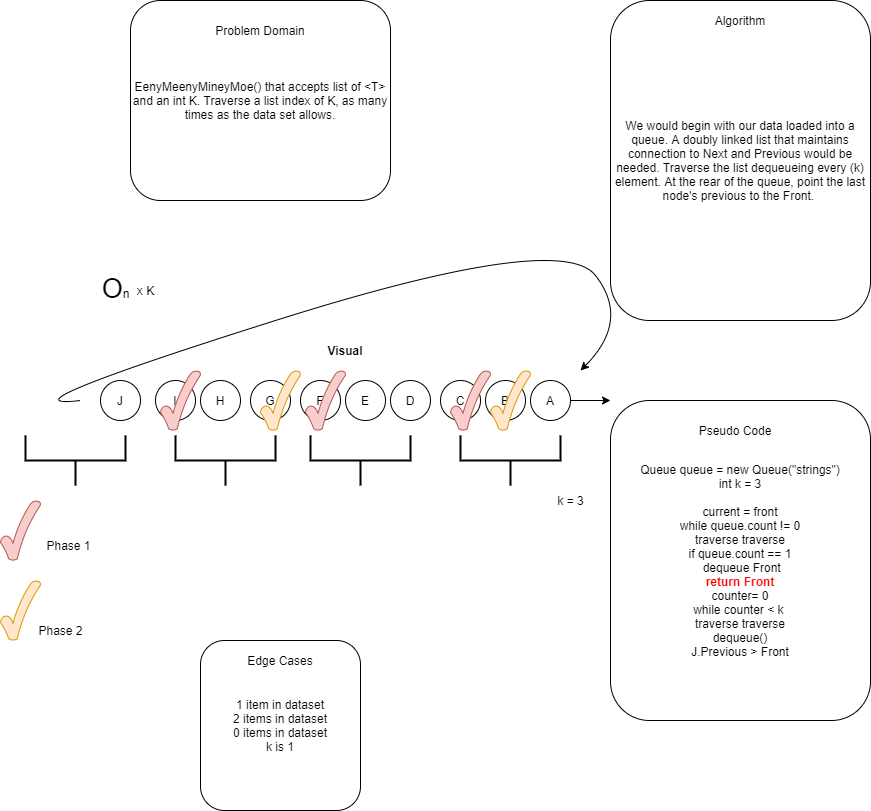 Problem Domain
EenyMeenyMineyMoe() that accepts list of <T>
and an int K. Traverse a list index of K, as many
times as the data set allows.
Algorithm
We would begin with our data loaded into a
queue. A doubly linked list that maintains
connection to Next and Previous would be
needed. Traverse the list dequeueing every (k)
element. At the rear of the queue, point the last
node's previous to the Front.
On x K
Visual
J I H G F E D C B A
k = 3
Phase 1
Phase 2
Pseudo Code
Queue queue = new Queue("strings")
int k = 3
current = front
while queue.count != 0
traverse traverse
if queue.count == 1
dequeue Front
return Front
counter= 0
while counter < k
traverse traverse
dequeue()
J.Previous > Front
Edge Cases
1 item in dataset
2 items in dataset
0 items in dataset
k is 1